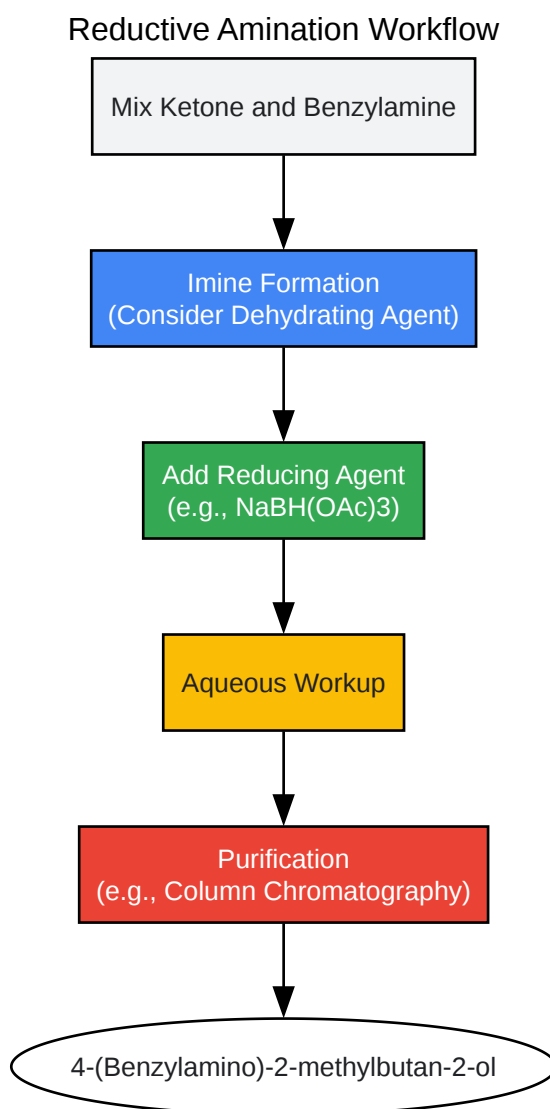 Reductive Amination Workflow
Mix Ketone and Benzylamine
Imine Formation
(Consider Dehydrating Agent)
Add Reducing Agent
(e.g., NaBH(OAc)3)
Aqueous Workup
Purification
(e.g., Column Chromatography)
4-(Benzylamino)-2-methylbutan-2-ol